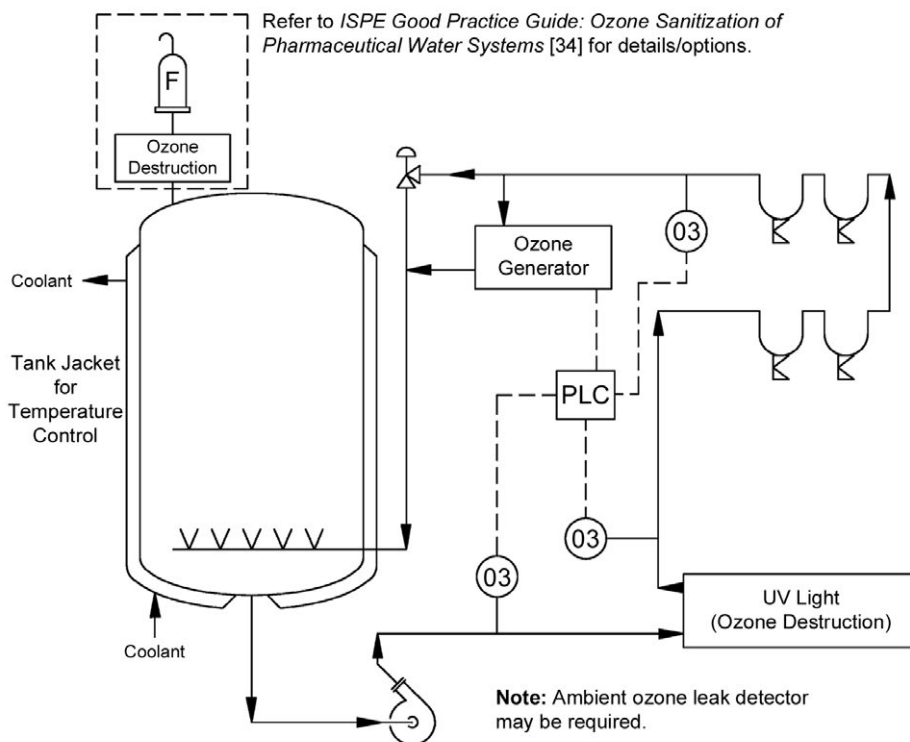 Refer to ISPE Good Practice Guide: Ozone Sanitization of
Pharmaceutical Water Systems [34] for details/options.
F
Ozone
Destruction
03
Ozone
Generator
Coolant
Tank Jacket
for
Temperature
Control
PLC
03
03
UV Light
(Ozone Destruction)
Coolant
Note: Ambient ozone leak detector
may be required.